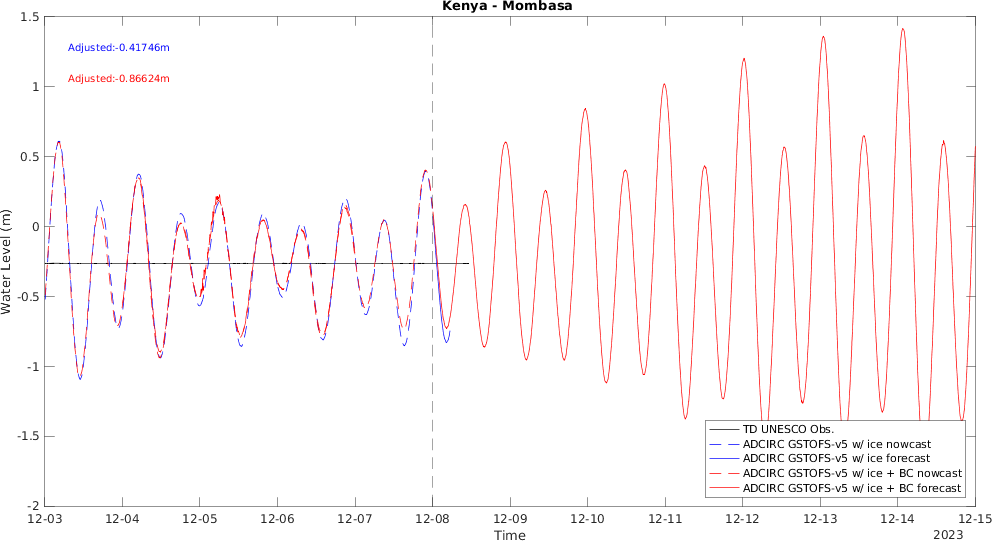 Kenya - Mombasa
Adjusted:-0.41746m
Adjusted:-0.86624m
Water Level (m)
1.5
1
0.5
0
-0.5
-1
-1.5
-2
TD UNESCO Obs.
ADCIRC GSTOFS-v5 w/ ice nowcast
ADCIRC GSTOFS-v5 w/ ice forecast
ADCIRC GSTOFS-v5 w/ ice + BC nowcast
ADCIRC GSTOFS-v5 w/ ice + BC forecast
12-03 12-04 12-05 12-06 12-07 12-08 12-09 12-10 12-11 12-12 12-13 12-14 12-15
Time
2023